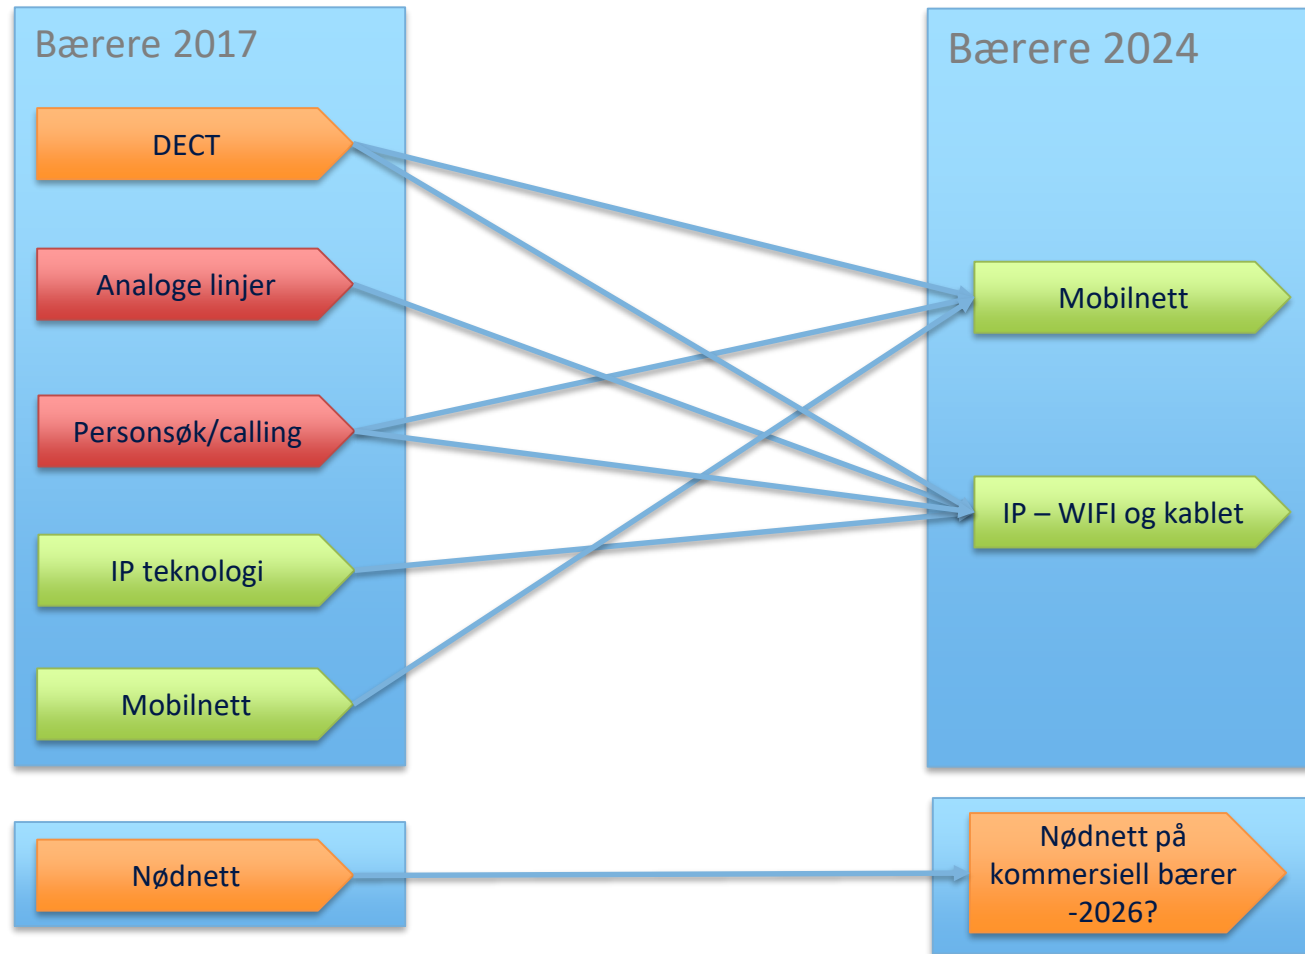 Bærere 2017
DECT
Analoge linjer
Personsøk/calling
IP teknologi
Mobilnett
Nødnett
Bærere 2024
Mobilnett
IP – WIFI og kablet
Nødnett på
kommersiell bærer
-2026?